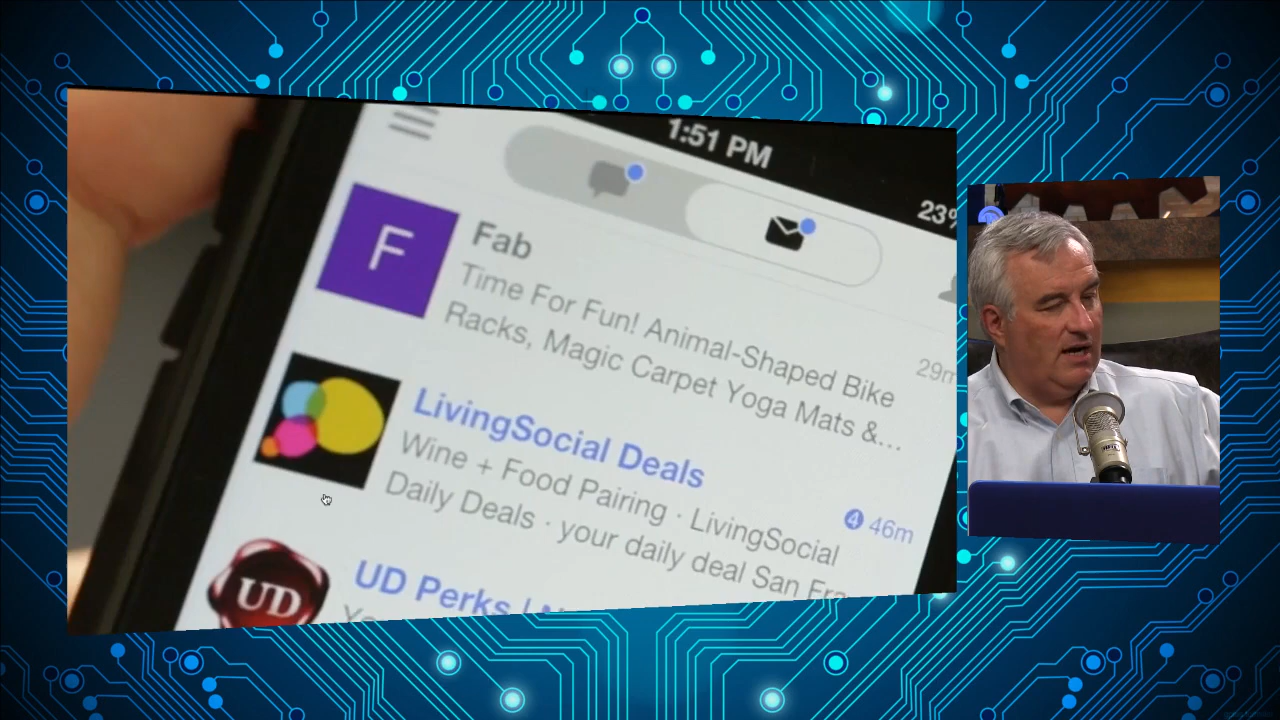 1:51 PM
23%
F
Fab
Time For Fun! Animal-Shaped Bike
Racks, Magic Carpet Yoga Mats &...
29m
LivingSocial Deals
Wine + Food Pairing · LivingSocial
Daily Deals · your daily deal San Fra
4 46m
UD
UD Perks |